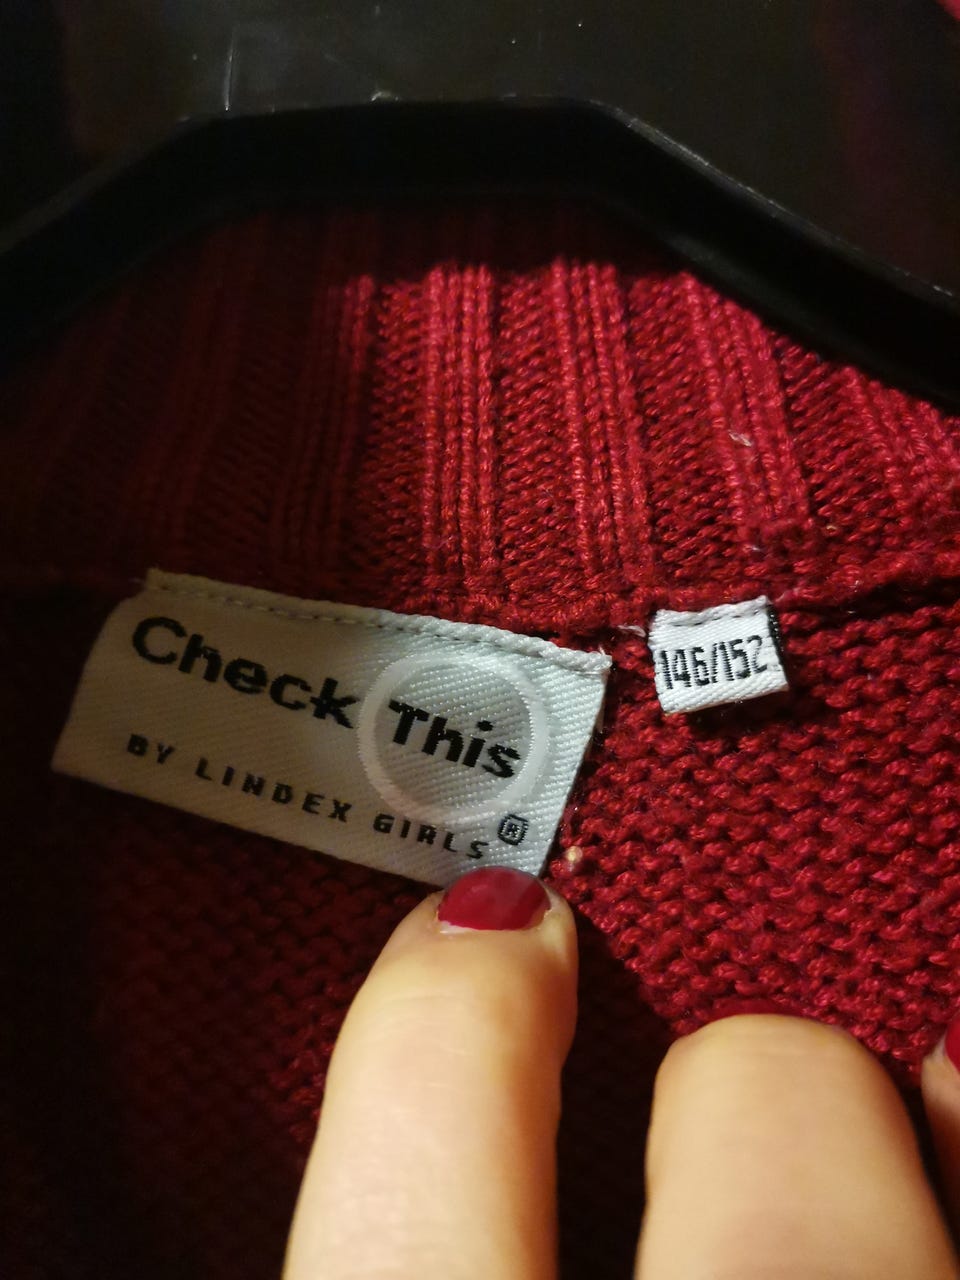 Check This
BY LINDEX GIRLS ®
146/152